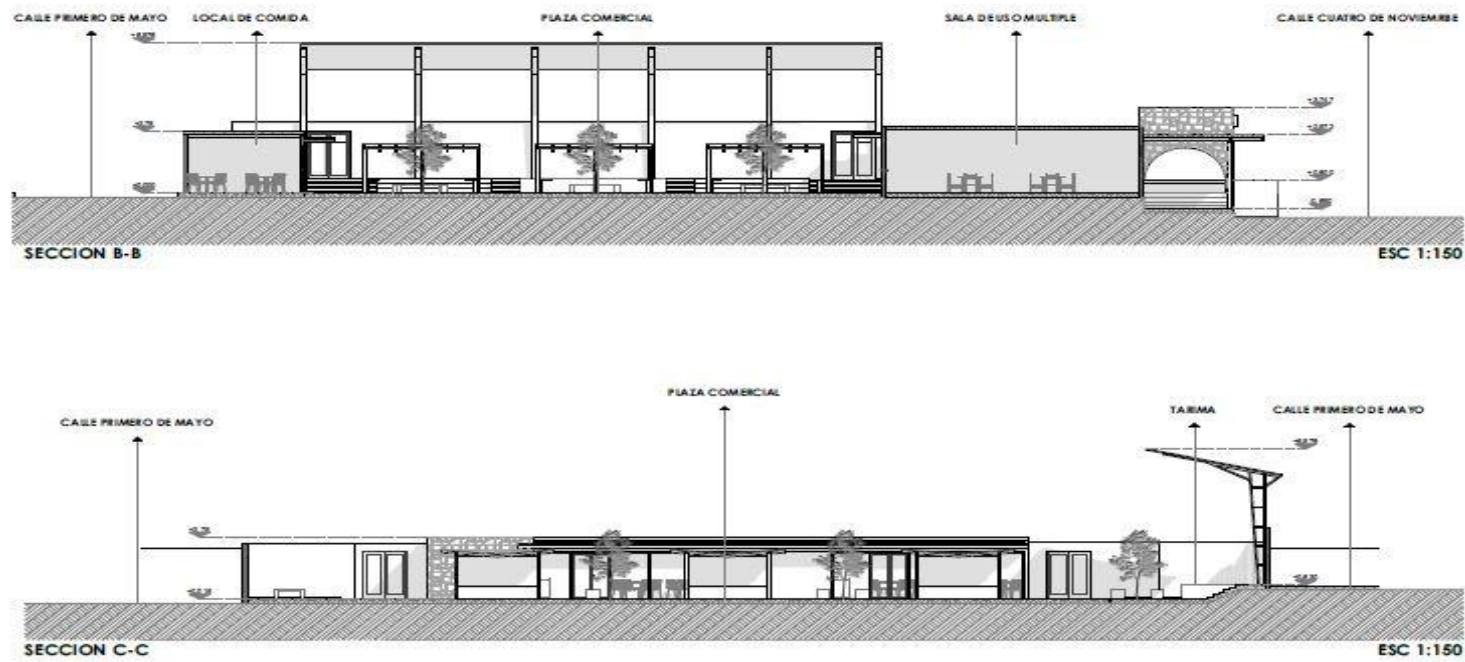 CALLE PRIMERO DE MAYO LOCAL DE COMIDA PLAZA COMERCIAL SALA DE USO MULTIPLE CALLE CUATRO DE NOVIEMRBE
SECCION B-B ESC 1:150
PLAZA COMERCIAL
CALLE PRIMERO DE MAYO TARIMA CALLE PRIMERO DE MAYO
SECCION C-C ESC 1:150